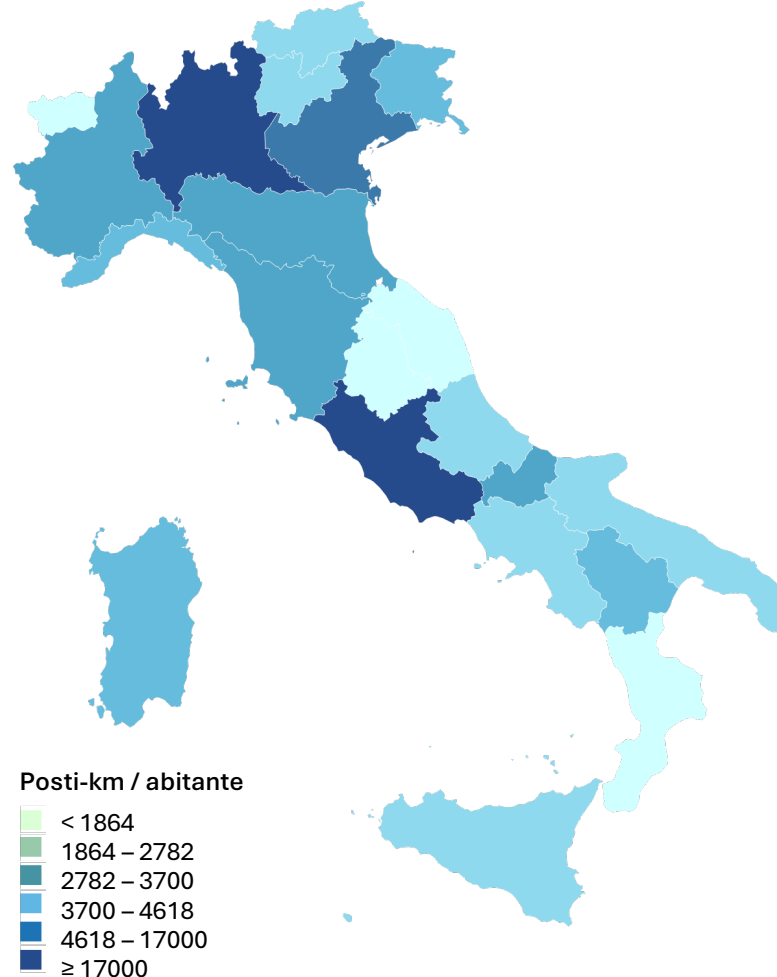 Posti-km / abitante
< 1864
1864 – 2782
2782 – 3700
3700 – 4618
4618 – 17000
≥ 17000